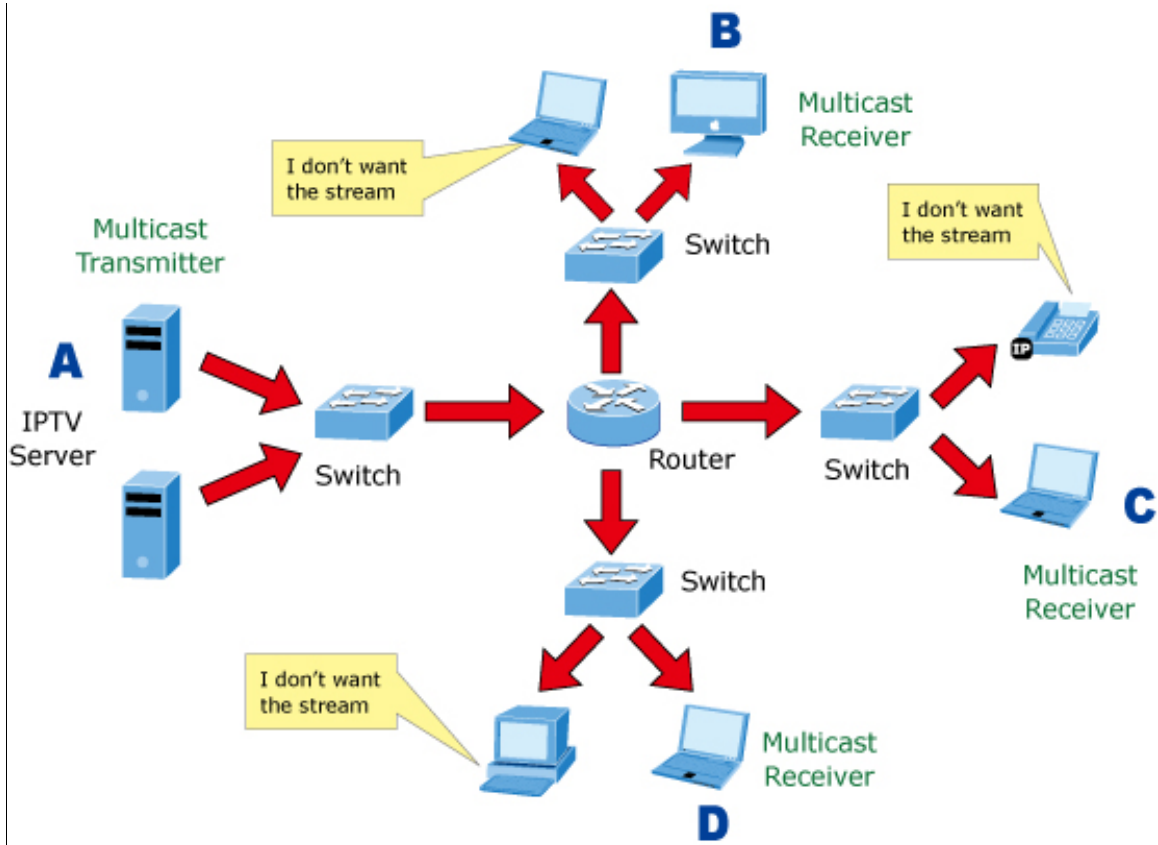 B
Multicast
Receiver
I don't want
the stream
Switch
I don't want
the stream
Multicast
Transmitter
A
IPTV
Server
Switch
Router
Switch
IP
C
Multicast
Receiver
Switch
I don't want
the stream
Multicast
Receiver
D